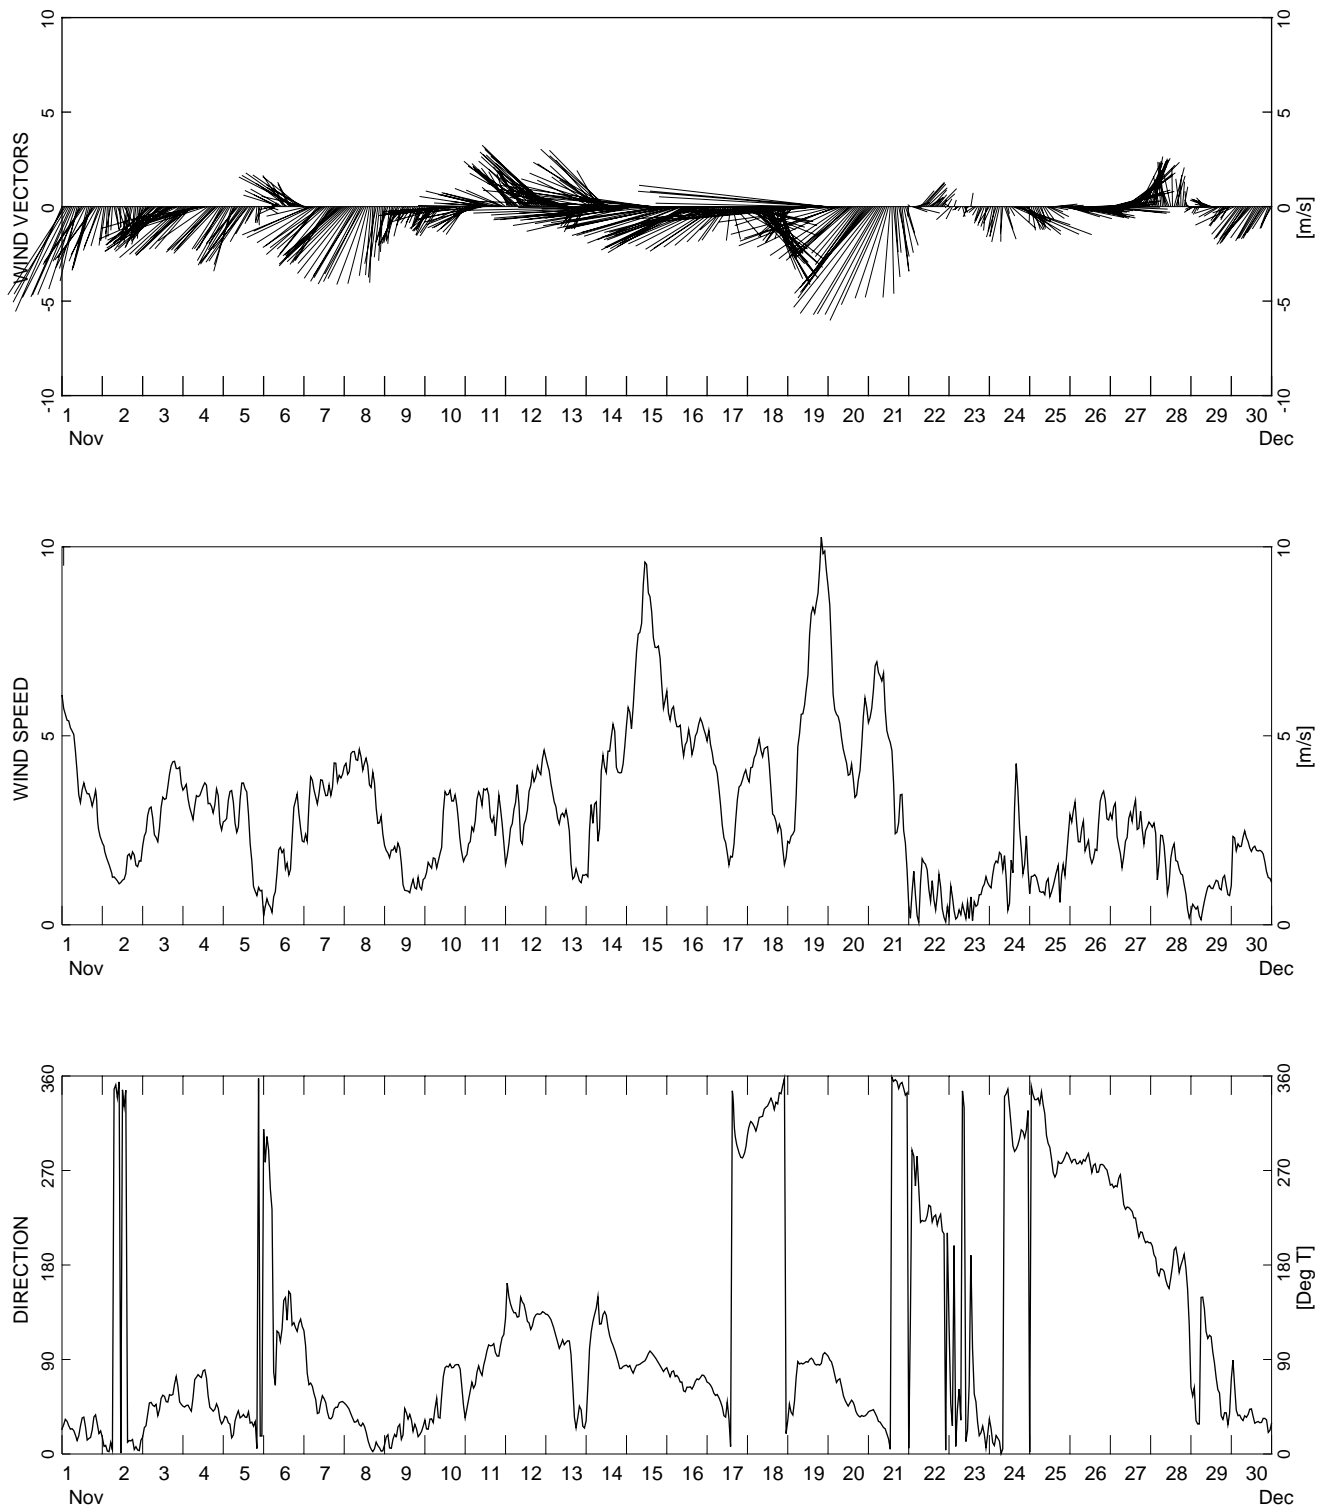 10 10
5 5
WIND VECTORS 0 0 [m/s]
-5 -5
-10 -10
1 2 3 4 5 6 7 8 9 10 11 12 13 14 15 16 17 18 19 20 21 22 23 24 25 26 27 28 29 30
Nov Dec
10 10
WIND SPEED 5 5 [m/s]
0 0
1 2 3 4 5 6 7 8 9 10 11 12 13 14 15 16 17 18 19 20 21 22 23 24 25 26 27 28 29 30
Nov Dec
360 360
270 270
DIRECTION 180 180 [Deg T]
90 90
0 0
1 2 3 4 5 6 7 8 9 10 11 12 13 14 15 16 17 18 19 20 21 22 23 24 25 26 27 28 29 30
Nov Dec